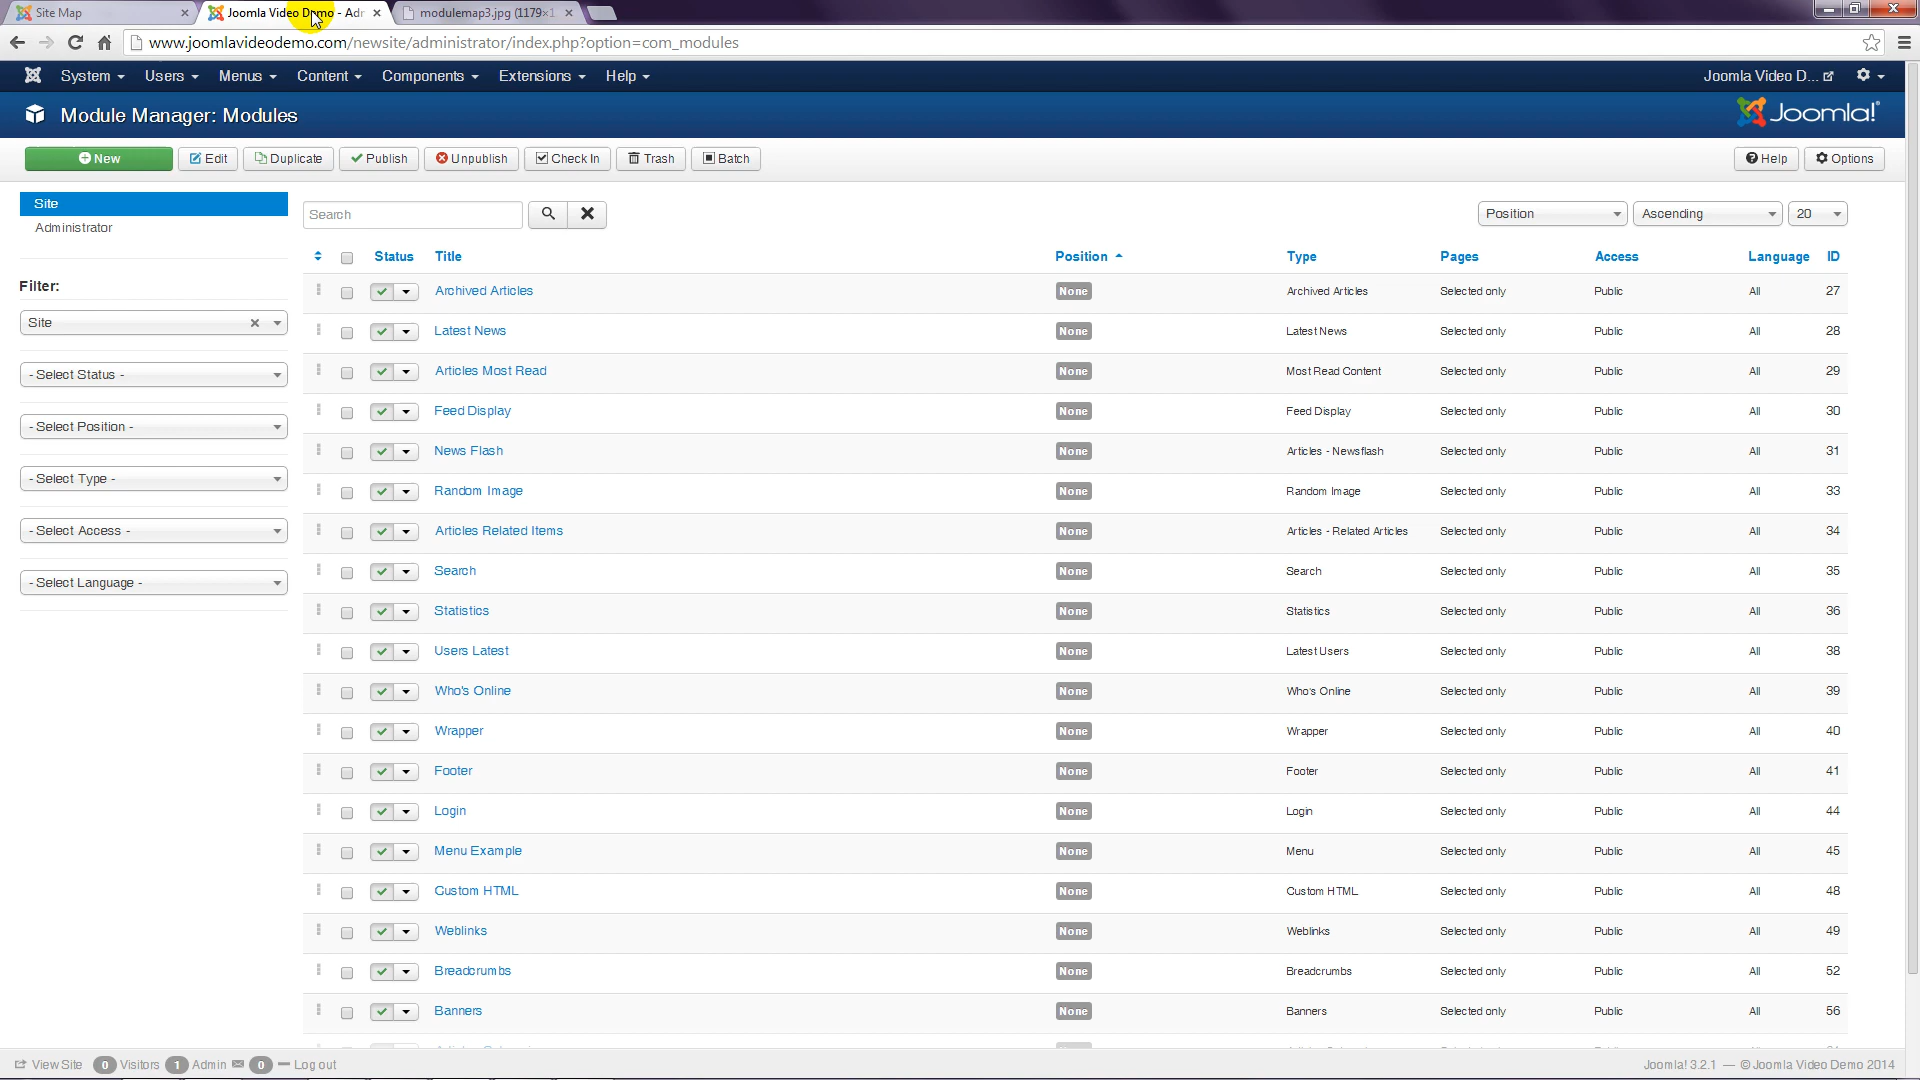 Site Map
Joomla Video Demo - Adr
modulemap3.jpg (1179×1
www.joomlavideodemo.com/newsite/administrator/index.php?option=com_modules
System Users Menus Content Components Extensions Help Joomla Video D...
Module Manager: Modules Joomla!
New Edit Duplicate Publish Unpublish Check In Trash Batch Help Options
Site
Administrator
Filter:
Site
- Select Status -
- Select Position -
- Select Type -
- Select Access -
- Select Language -
Search Position Ascending 20
Status Title Position Type Pages Access Language ID
Archived Articles None Archived Articles Selected only Public All 27
Latest News None Latest News Selected only Public All 28
Articles Most Read None Most Read Content Selected only Public All 29
Feed Display None Feed Display Selected only Public All 30
News Flash None Articles - Newsflash Selected only Public All 31
Random Image None Random Image Selected only Public All 33
Articles Related Items None Articles - Related Articles Selected only Public All 34
Search None Search Selected only Public All 35
Statistics None Statistics Selected only Public All 36
Users Latest None Latest Users Selected only Public All 38
Who's Online None Who's Online Selected only Public All 39
Wrapper None Wrapper Selected only Public All 40
Footer None Footer Selected only Public All 41
Login None Login Selected only Public All 44
Menu Example None Menu Selected only Public All 45
Custom HTML None Custom HTML Selected only Public All 48
Weblinks None Weblinks Selected only Public All 49
Breadcrumbs None Breadcrumbs Selected only Public All 52
Banners None Banners Selected only Public All 56
View Site 0 Visitors 1 Admin 0 Log out Joomla! 3.2.1 — © Joomla Video Demo 2014